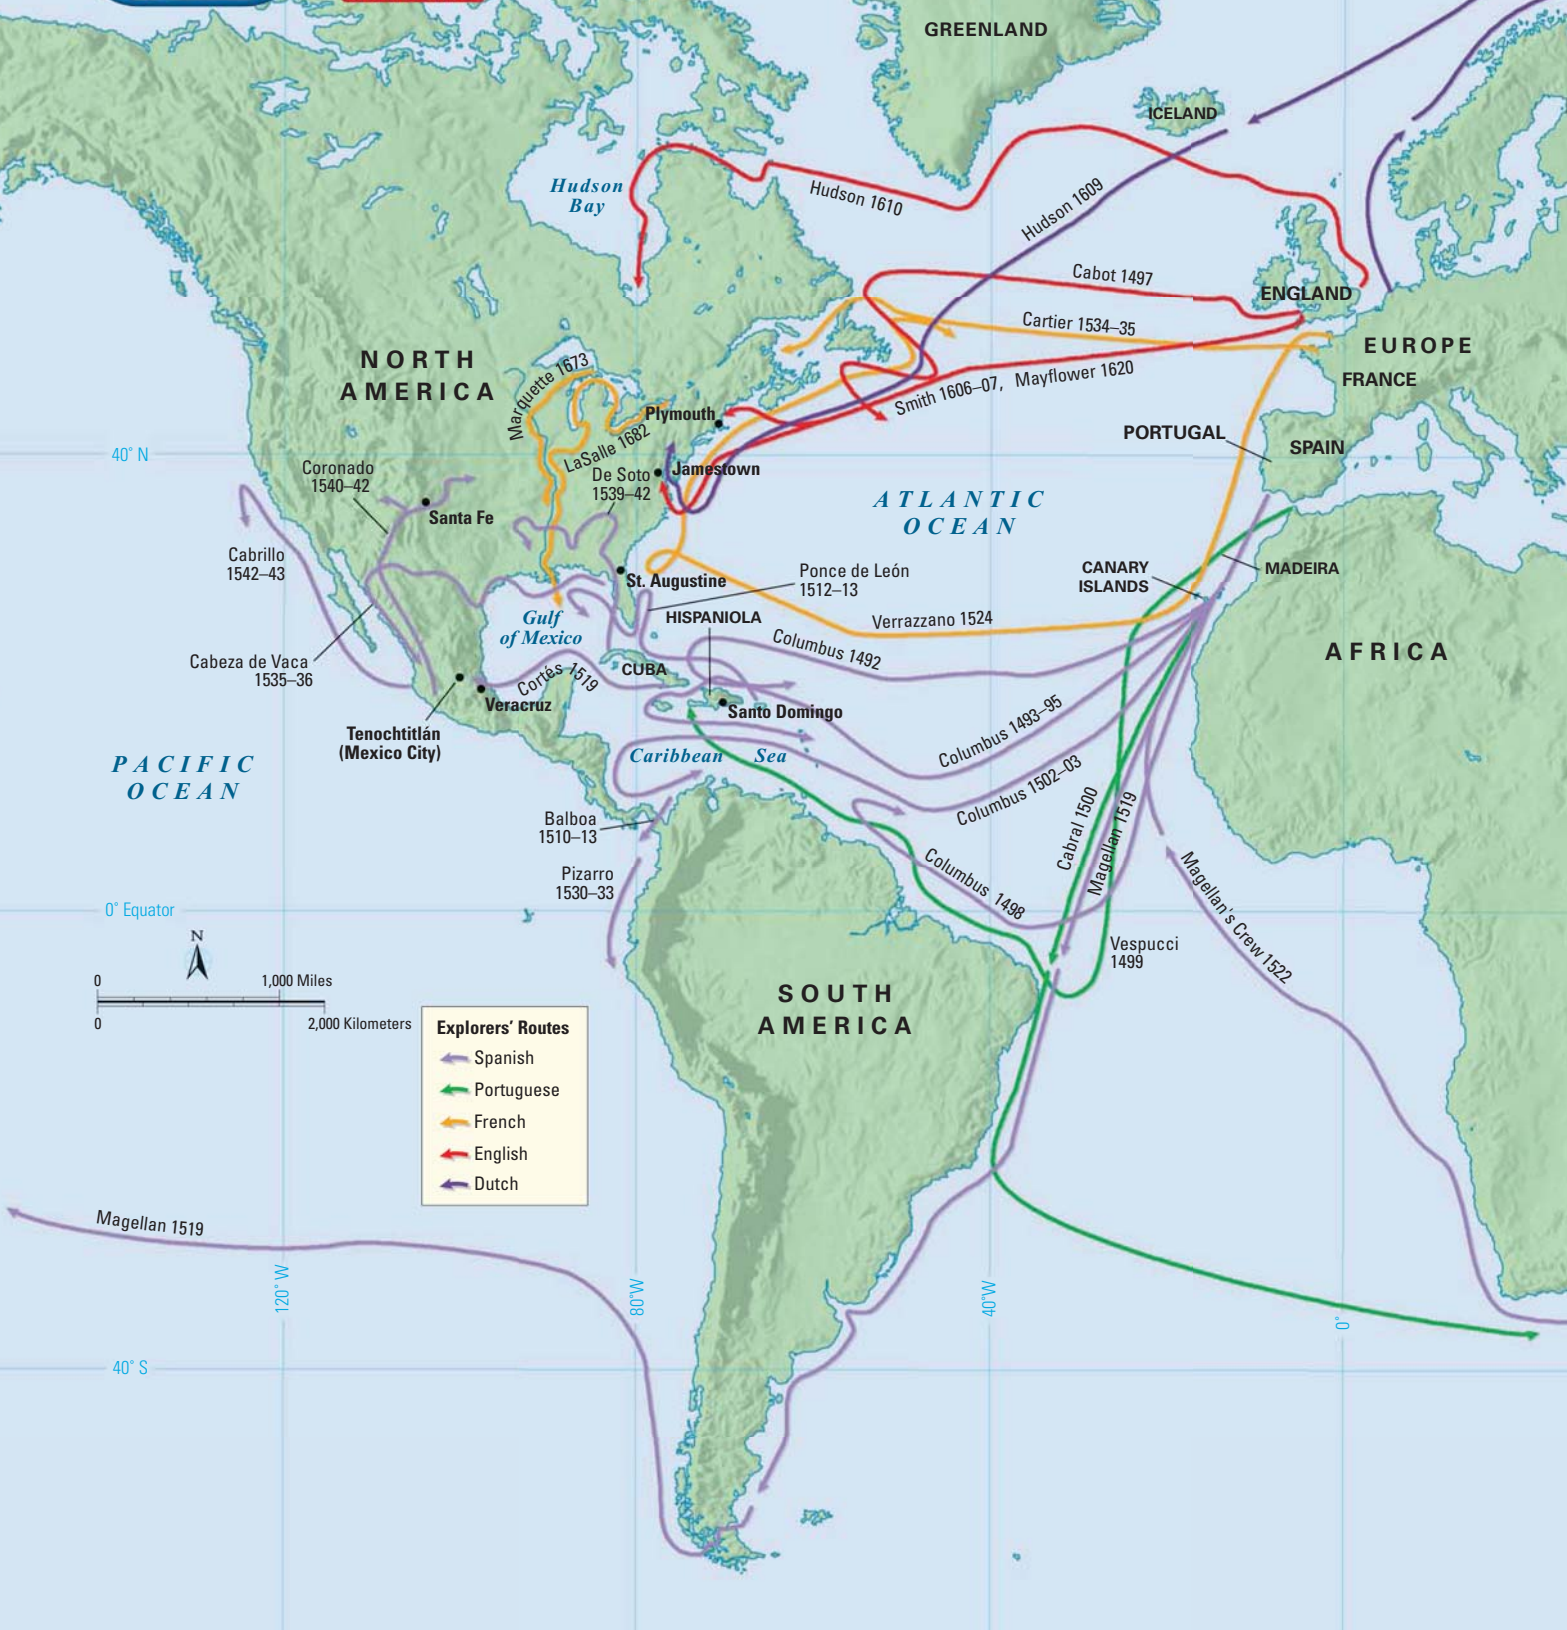 GREENLAND
ICELAND
Hudson
Bay
Hudson 1610
Hudson 1609
Cabot 1497
ENGLAND
Cartier 1534–35
EUROPE
FRANCE
NORTH
AMERICA
Marquette 1673
Smith 1606–07, Mayflower 1620
Plymouth
PORTUGAL
SPAIN
LaSalle 1682
40° N
Coronado
1540–42
De Soto
1539–42
Jamestown
ATLANTIC
OCEAN
Santa Fe
Cabrillo
1542–43
St. Augustine
Ponce de León
1512–13
CANARY
ISLANDS
MADEIRA
Gulf
of Mexico
HISPANIOLA
Verrazzano 1524
Columbus 1492
AFRICA
Cabeza de Vaca
1535–36
CUBA
Cortés 1519
Veracruz
Santo Domingo
Tenochtitlán
(Mexico City)
Columbus 1493–95
PACIFIC
OCEAN
Caribbean Sea
Columbus 1502–03
Balboa
1510–13
Cabral 1500
Magellan 1519
Pizarro
1530–33
Columbus 1498
Magellan's Crew 1522
0° Equator
Vespucci
1499
N
0 1,000 Miles
0 2,000 Kilometers
SOUTH
AMERICA
Explorers' Routes
Spanish
Portuguese
French
English
Dutch
Magellan 1519
120° W
80°W
40°W
0°
40° S